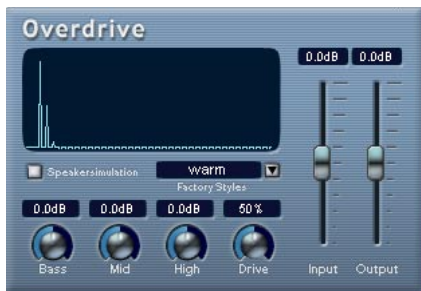 Overdrive
0.0dB 0.0dB
Speakersimulation warm
Factory Styles
0.0dB 0.0dB 0.0dB 50%
Bass Mid High Drive Input Output